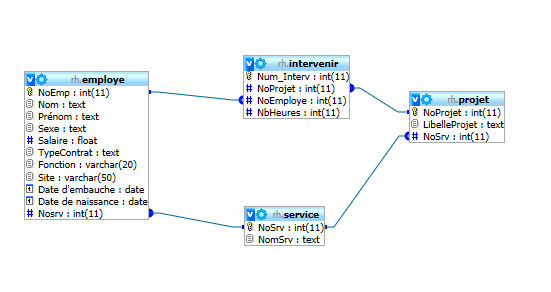 rh.employe
NoEmp : int(11)
Nom : text
Prénom : text
Sexe : text
Salaire : float
TypeContrat : text
Fonction : varchar(20)
Site : varchar(50)
Date d'embauche : date
Date de naissance : date
Nosrv : int(11)
rh.intervenir
Num_Interv : int(11)
NoProjet : int(11)
NoEmploye : int(11)
NbHeures : int(11)
rh.projet
NoProjet : int(11)
LibelleProjet : text
NoSrv : int(11)
rh.service
NoSrv : int(11)
NomSrv : text